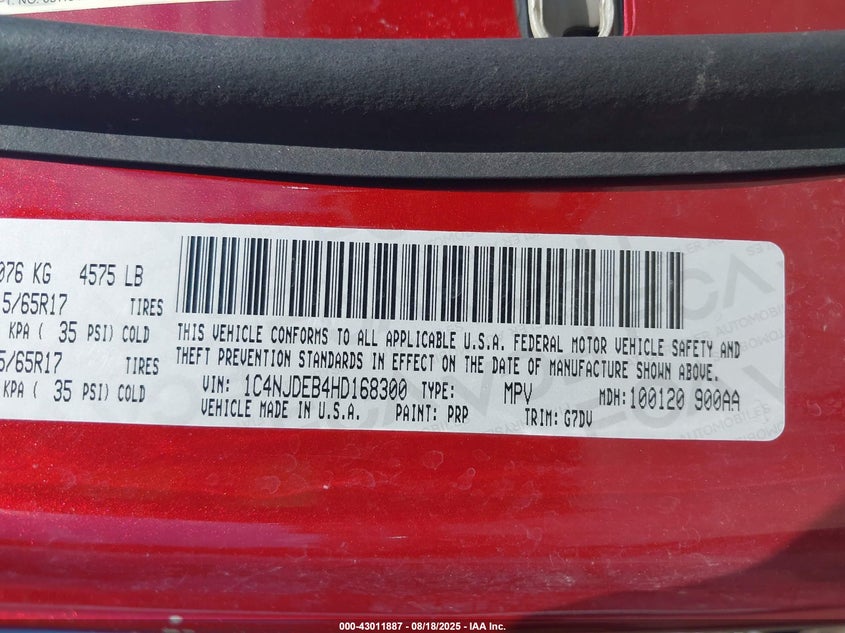 076 KG 4575 LB
5/65R17 TIRES
KPA ( 35 PSI) COLD
5/65R17 TIRES
KPA ( 35 PSI) COLD
THIS VEHICLE CONFORMS TO ALL APPLICABLE U.S.A. FEDERAL MOTOR VEHICLE SAFETY AND
THEFT PREVENTION STANDARDS IN EFFECT ON THE DATE OF MANUFACTURE SHOWN ABOVE.
VIN: 1C4NJDEB4HD168300 TYPE: MPV MDH: 100120 900AA
VEHICLE MADE IN U.S.A. PAINT: PRP TRIM: G7DV
000-43011887 - 08/18/2025 - IAA Inc.